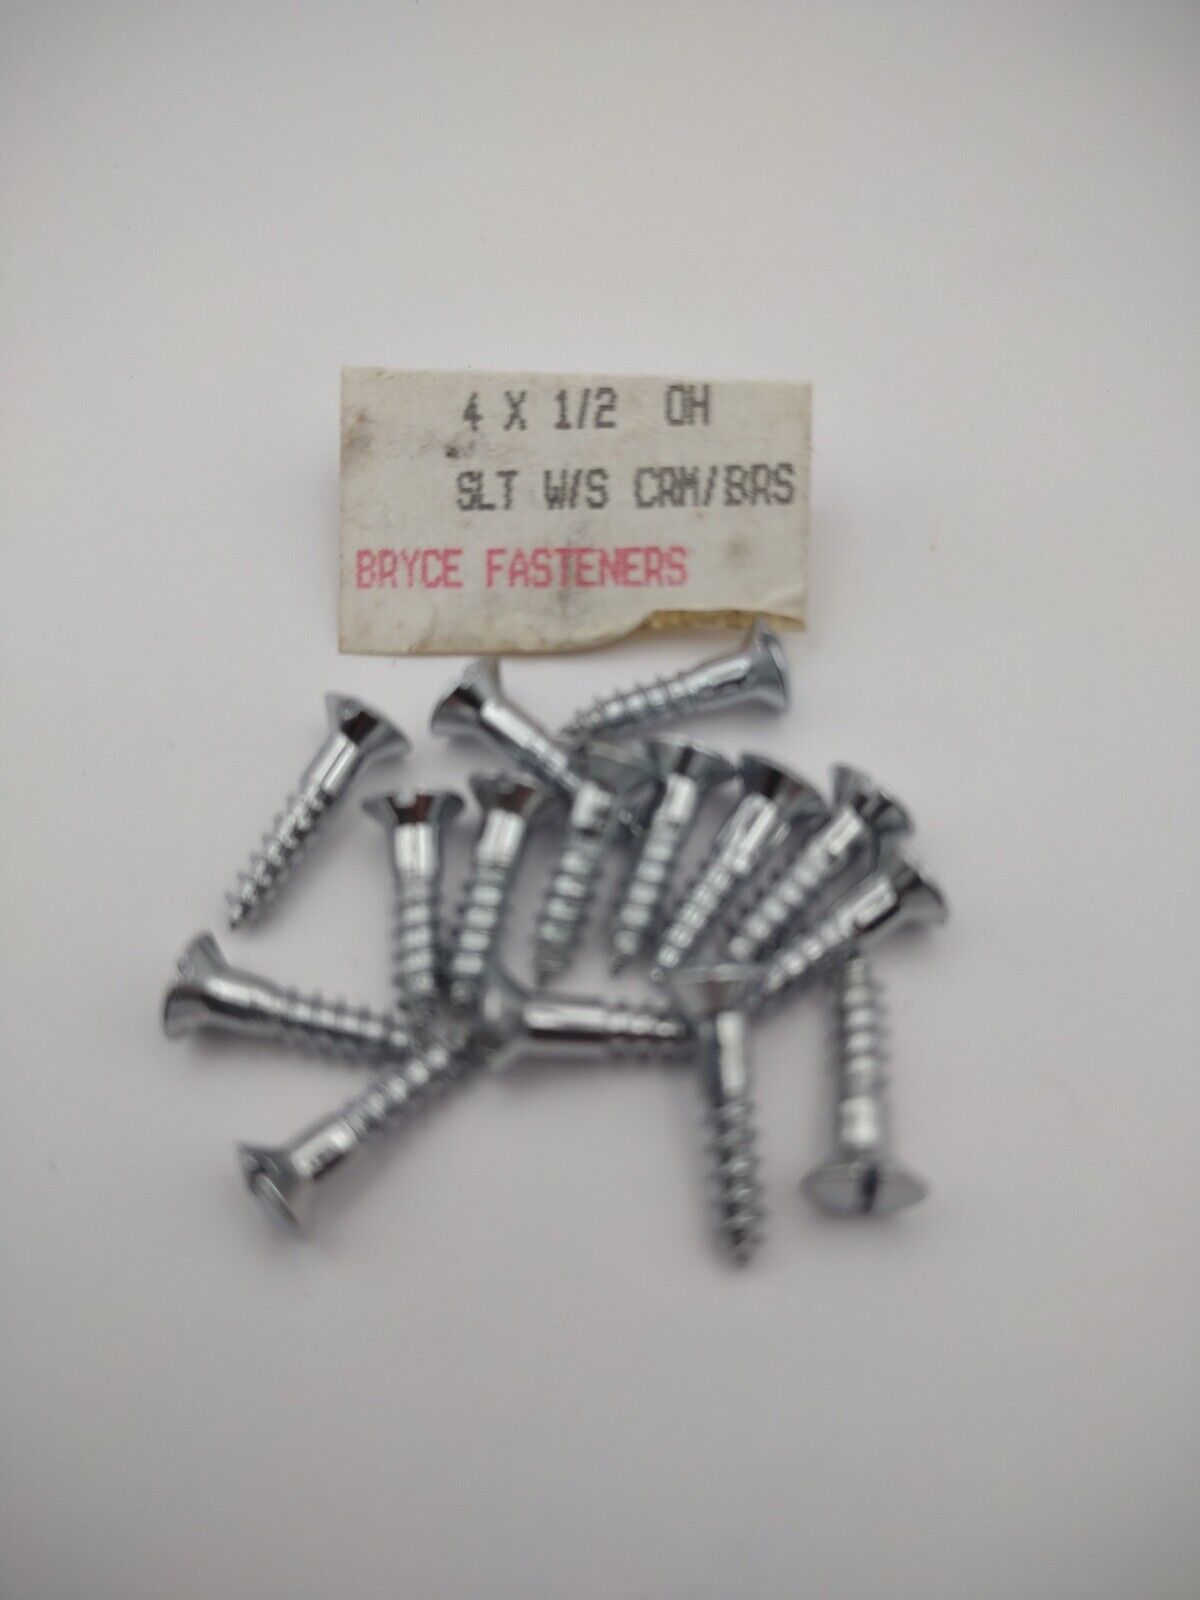 4 X 1/2 OH
SLT W/S CRM/BRS
BRYCE FASTENERS